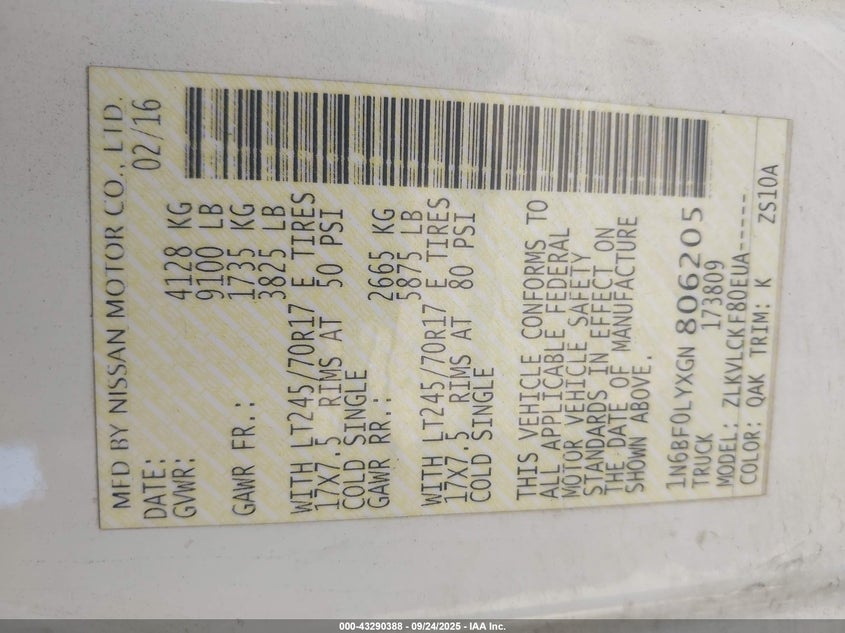 MFD BY NISSAN MOTOR CO., LTD.
DATE: 02/16
GVWR: 4128 KG
9100 LB
GAWR FR.: 1735 KG
3825 LB
WITH LT245/70R17 E TIRES
17X7.5 RIMS AT 50 PSI
COLD SINGLE
GAWR RR.: 2665 KG
5875 LB
WITH LT245/70R17 E TIRES
17X7.5 RIMS AT 80 PSI
COLD SINGLE
THIS VEHICLE CONFORMS TO
ALL APPLICABLE FEDERAL
MOTOR VEHICLE SAFETY
STANDARDS IN EFFECT ON
THE DATE OF MANUFACTURE
SHOWN ABOVE.
1N6BF0LYXGN806205
TRUCK 173809
MODEL: ZLKVLCKF80EUA-----
COLOR: QAK TRIM: K ZS10A
000-43290388 - 09/24/2025 - IAA Inc.